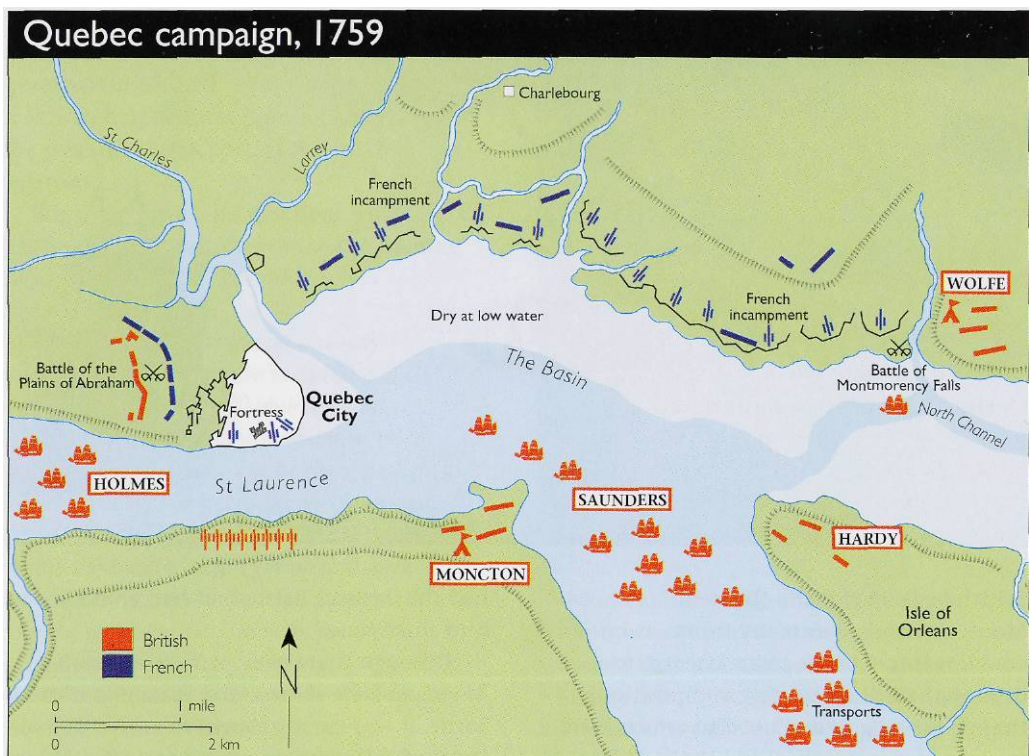 Quebec campaign, 1759
Charlebourg
St Charles
Larrey
French
incampment
WOLFE
Dry at low water
French
incampment
The Basin
Battle of the
Plains of Abraham
Battle of
Montmorency Falls
Quebec
City
Fortress
North Channel
HOLMES
St Laurence
SAUNDERS
HARDY
MONCTON
Isle of
Orleans
British
French
N
0 1 mile
0 2 km
Transports